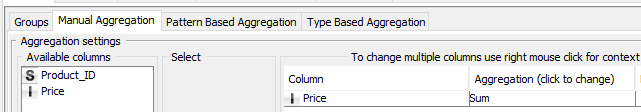 Groups Manual Aggregation Pattern Based Aggregation Type Based Aggregation
Aggregation settings
Available columns Select To change multiple columns use right mouse click for context
S Product_ID
I Price
Column Aggregation (click to change)
I Price Sum